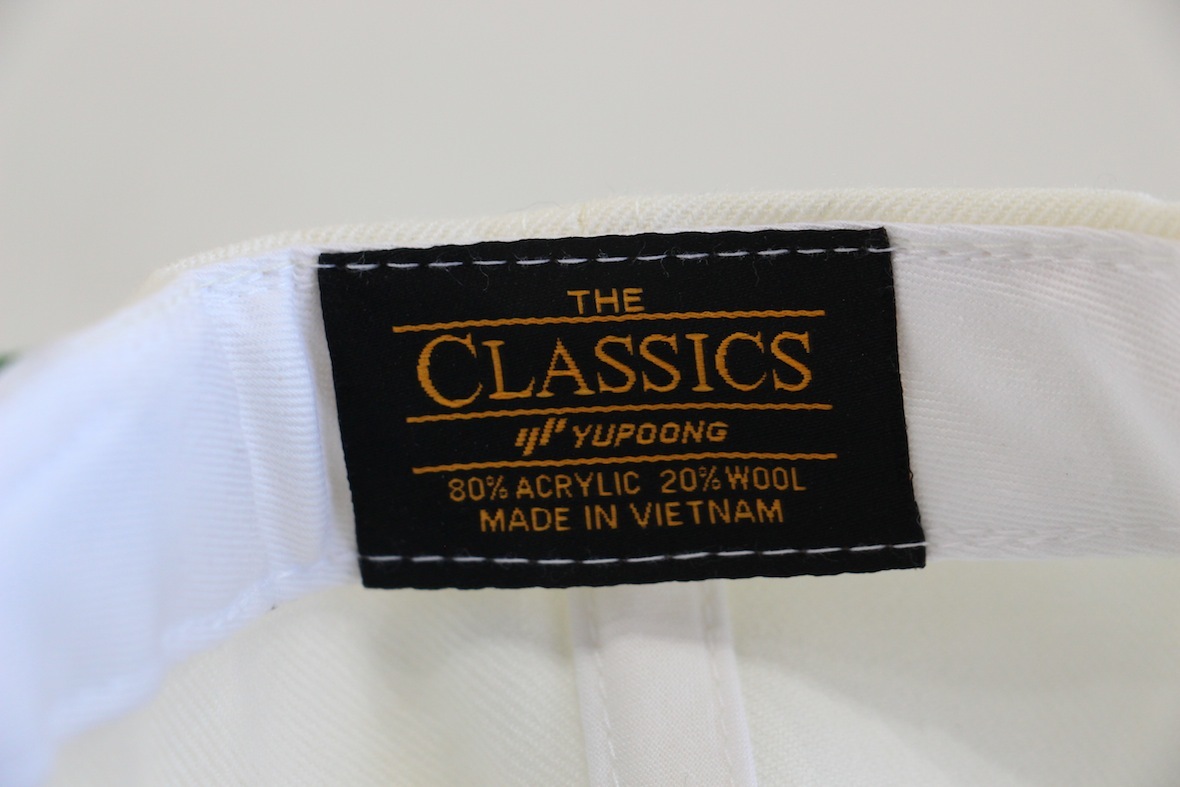 THE
CLASSICS
YUPOONG
80% ACRYLIC 20% WOOL
MADE IN VIETNAM